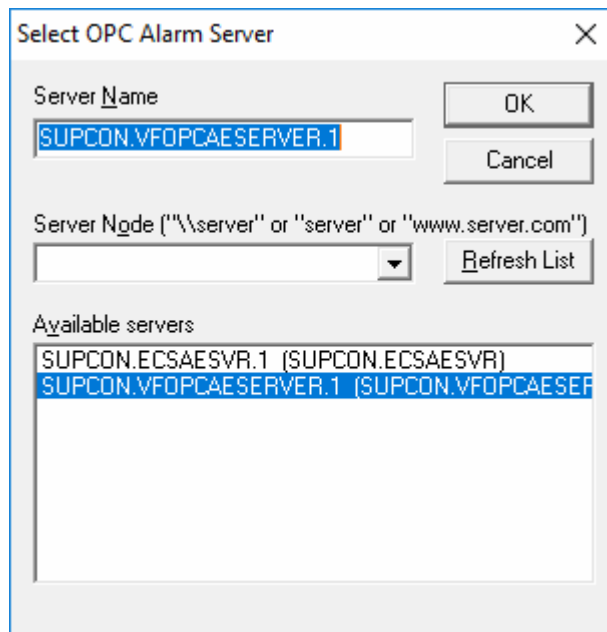 Select OPC Alarm Server
Server Name
OK
SUPCON.VFOPCAESERVER.1
Cancel
Server Node ("\\server" or "server" or "www.server.com")
Refresh List
Available servers
SUPCON.ECSAESVR.1 (SUPCON.ECSAESVR)
SUPCON.VFOPCAESERVER.1 (SUPCON.VFOPCAESER